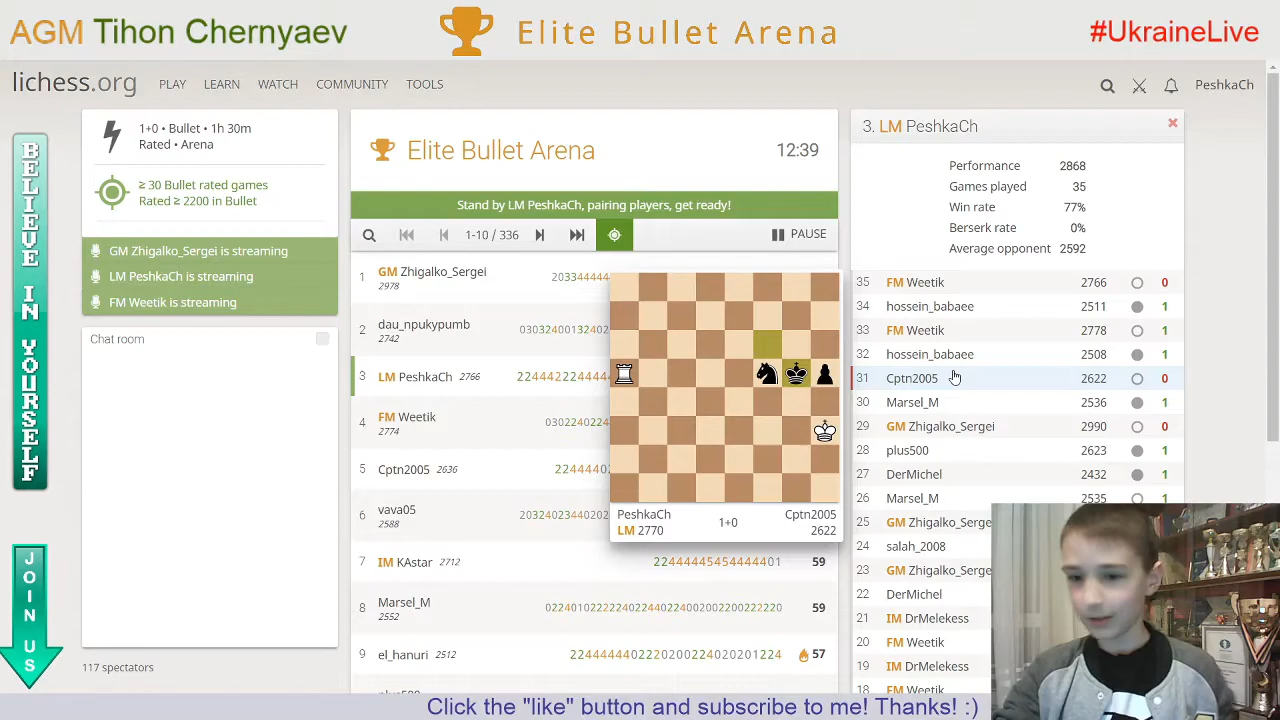 AGM Tihon Chernyaev
Elite Bullet Arena
#UkraineLive
lichess.org
PLAY LEARN WATCH COMMUNITY TOOLS
PeshkaCh
BELIEVE IN YOURSELF
JOIN US
1+0 • Bullet • 1h 30m
Rated • Arena
≥ 30 Bullet rated games
Rated ≥ 2200 in Bullet
GM Zhigalko_Sergei is streaming
LM PeshkaCh is streaming
FM Weetik is streaming
Chat room
117 spectators
Elite Bullet Arena 12:39
Stand by LM PeshkaCh, pairing players, get ready!
1-10 / 336 PAUSE
1 GM Zhigalko_Sergei 20334444
2978
2 dau_npukypumb
2742
3 LM PeshkaCh 2766
4 FM Weetik
2774
5 Cptn2005 2636
6 vava05
2588
7 IM KAstar 2712 22444445454444401 59
8 Marsel_M 59
2552
9 el_hanuri 2512 57
PeshkaCh
LM 2770
1+0
Cptn2005
2622
3. LM PeshkaCh
Performance 2868
Games played 35
Win rate 77%
Berserk rate 0%
Average opponent 2592
35 FM Weetik 2766 0
34 hossein_babaee 2511 1
33 FM Weetik 2778 1
32 hossein_babaee 2508 1
31 Cptn2005 2622 0
30 Marsel_M 2536 1
29 GM Zhigalko_Sergei 2990 0
28 plus500 2623 1
27 DerMichel 2432 1
26 Marsel_M 2535 1
25 GM Zhigalko_Serge
24 salah_2008
23 GM Zhigalko_Serge
22 DerMichel
21 IM DrMelekess
20 FM Weetik
19 IM DrMelekess
18 FM Weetik
Click the "like" button and subscribe to me! Thanks! :)